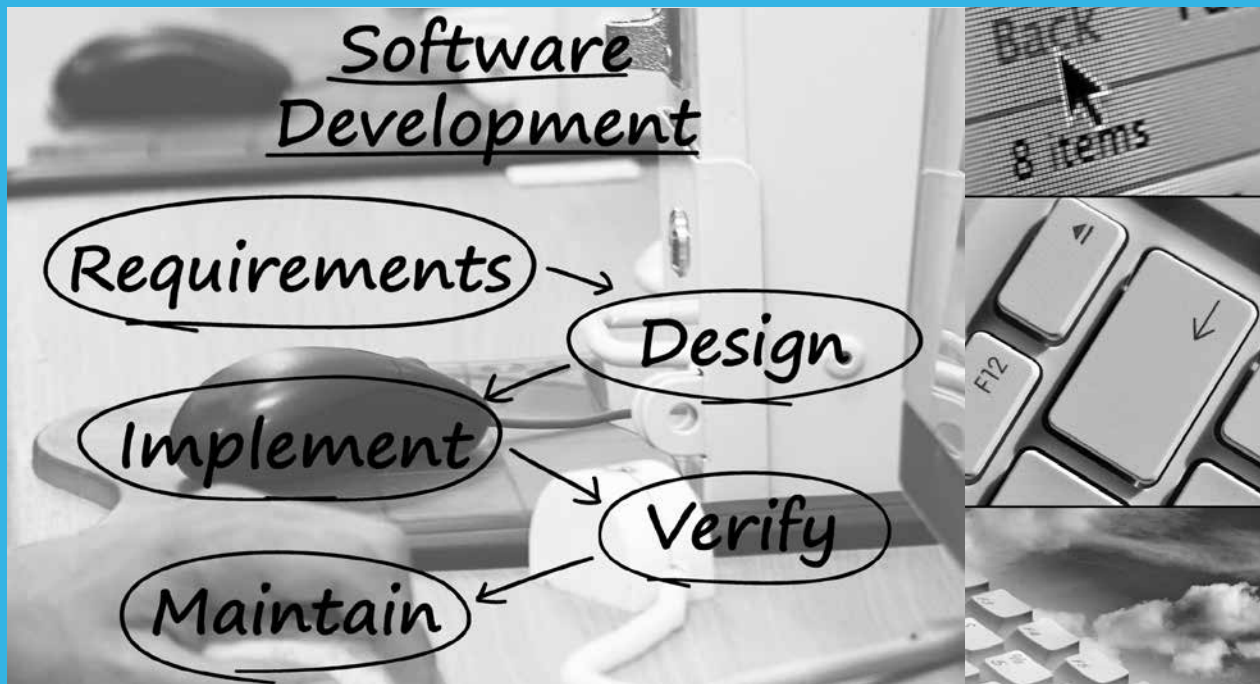 Software
Development
Requirements
Design
Implement
Verify
Maintain
Back
8 items
F12